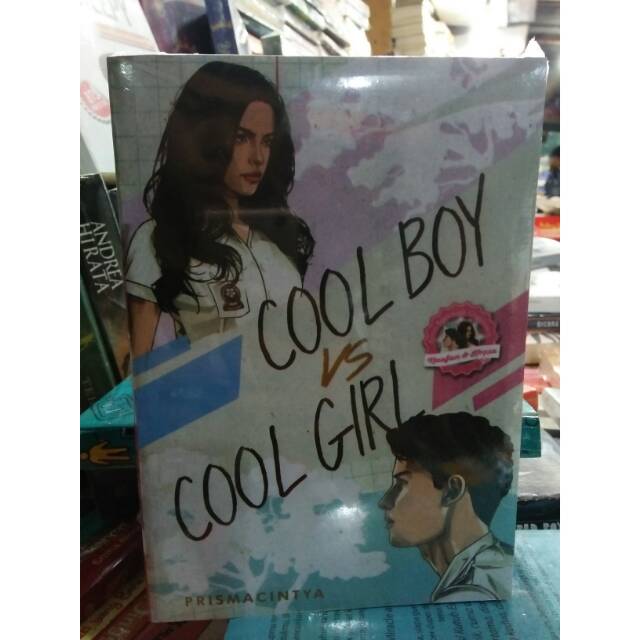 COOL BOY
VS
COOL GIRL
PRISMACINTYA
ANDREA
HIRATA